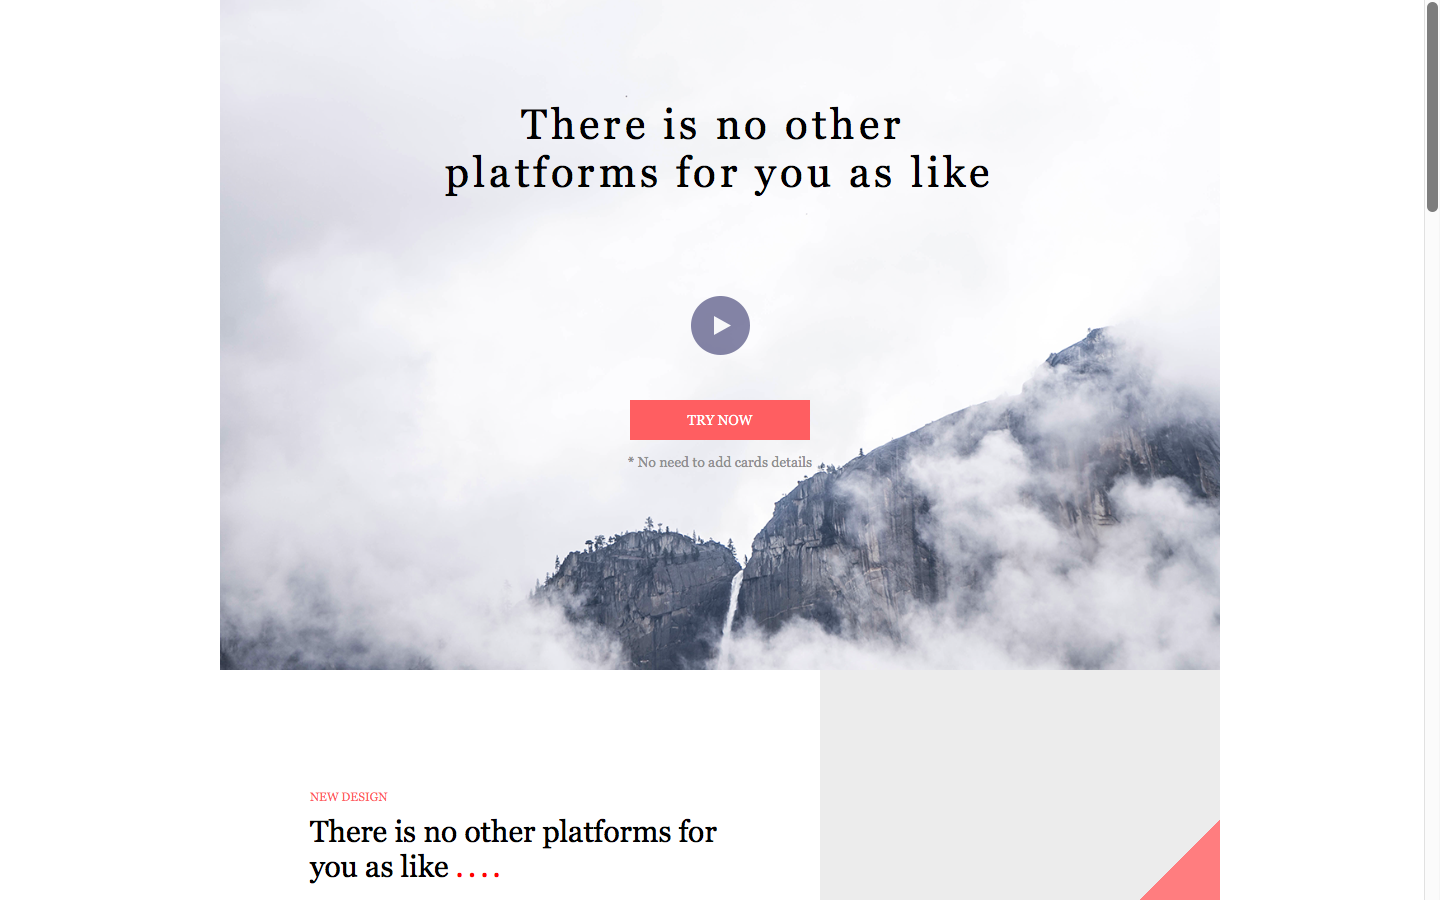 There is no other
platforms for you as like
TRY NOW
* No need to add cards details
NEW DESIGN
There is no other platforms for
you as like . . . .